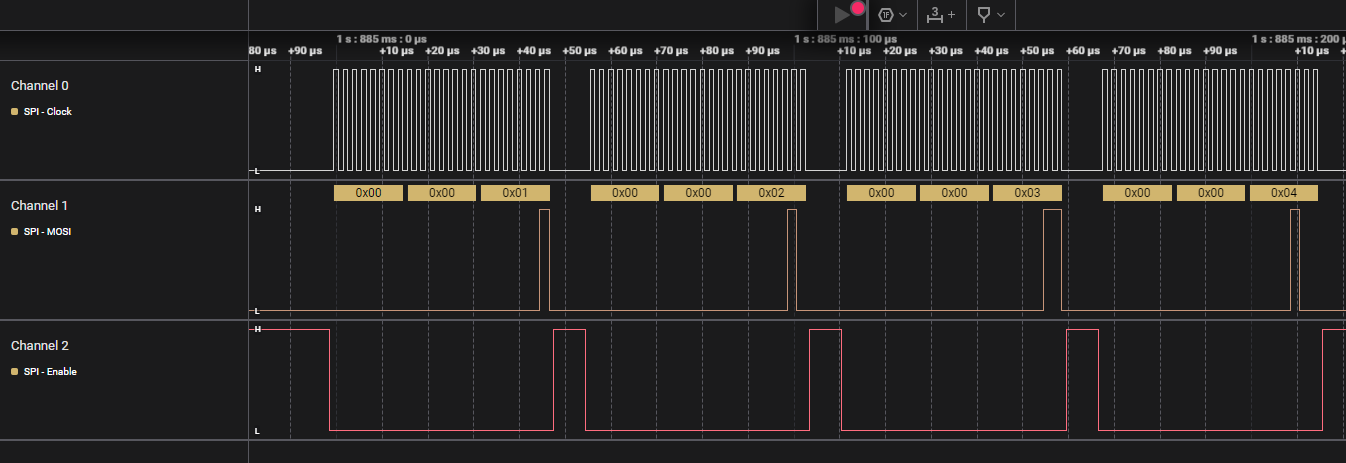 3 +
1 s : 885 ms : 0 µs 1 s : 885 ms : 100 µs 1 s : 885 ms : 200 µ
80 µs +90 µs +10 µs +20 µs +30 µs +40 µs +50 µs +60 µs +70 µs +80 µs +90 µs +10 µs +20 µs +30 µs +40 µs +50 µs +60 µs +70 µs +80 µs +90 µs +10 µs
Channel 0
SPI - Clock
H
L
0x00 0x00 0x01 0x00 0x00 0x02 0x00 0x00 0x03 0x00 0x00 0x04
Channel 1
SPI - MOSI
H
L
Channel 2
SPI - Enable
H
L